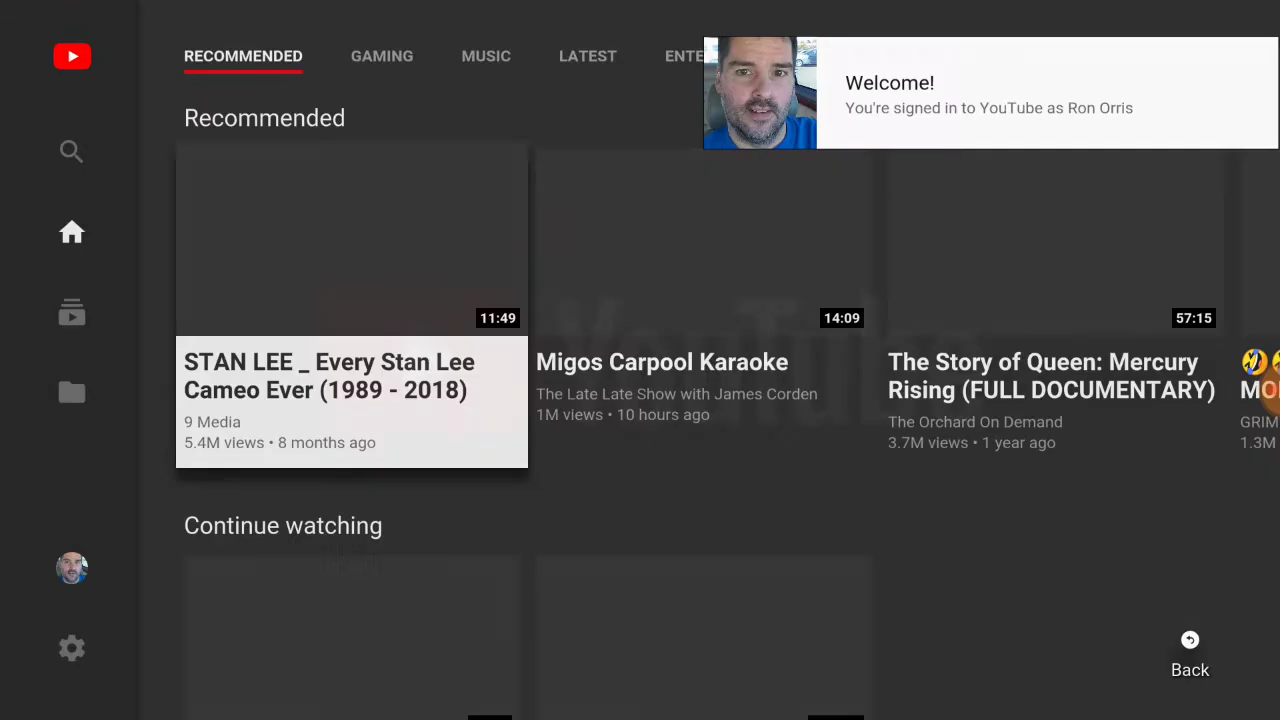 RECOMMENDED GAMING MUSIC LATEST ENTE
Welcome!
You're signed in to YouTube as Ron Orris
Recommended
11:49
14:09
57:15
STAN LEE _ Every Stan Lee
Cameo Ever (1989 - 2018)
9 Media
5.4M views • 8 months ago
Migos Carpool Karaoke
The Late Late Show with James Corden
1M views • 10 hours ago
The Story of Queen: Mercury
Rising (FULL DOCUMENTARY)
The Orchard On Demand
3.7M views • 1 year ago
🤣
MO
GRIM
1.3M
YouTube
Continue watching
Back